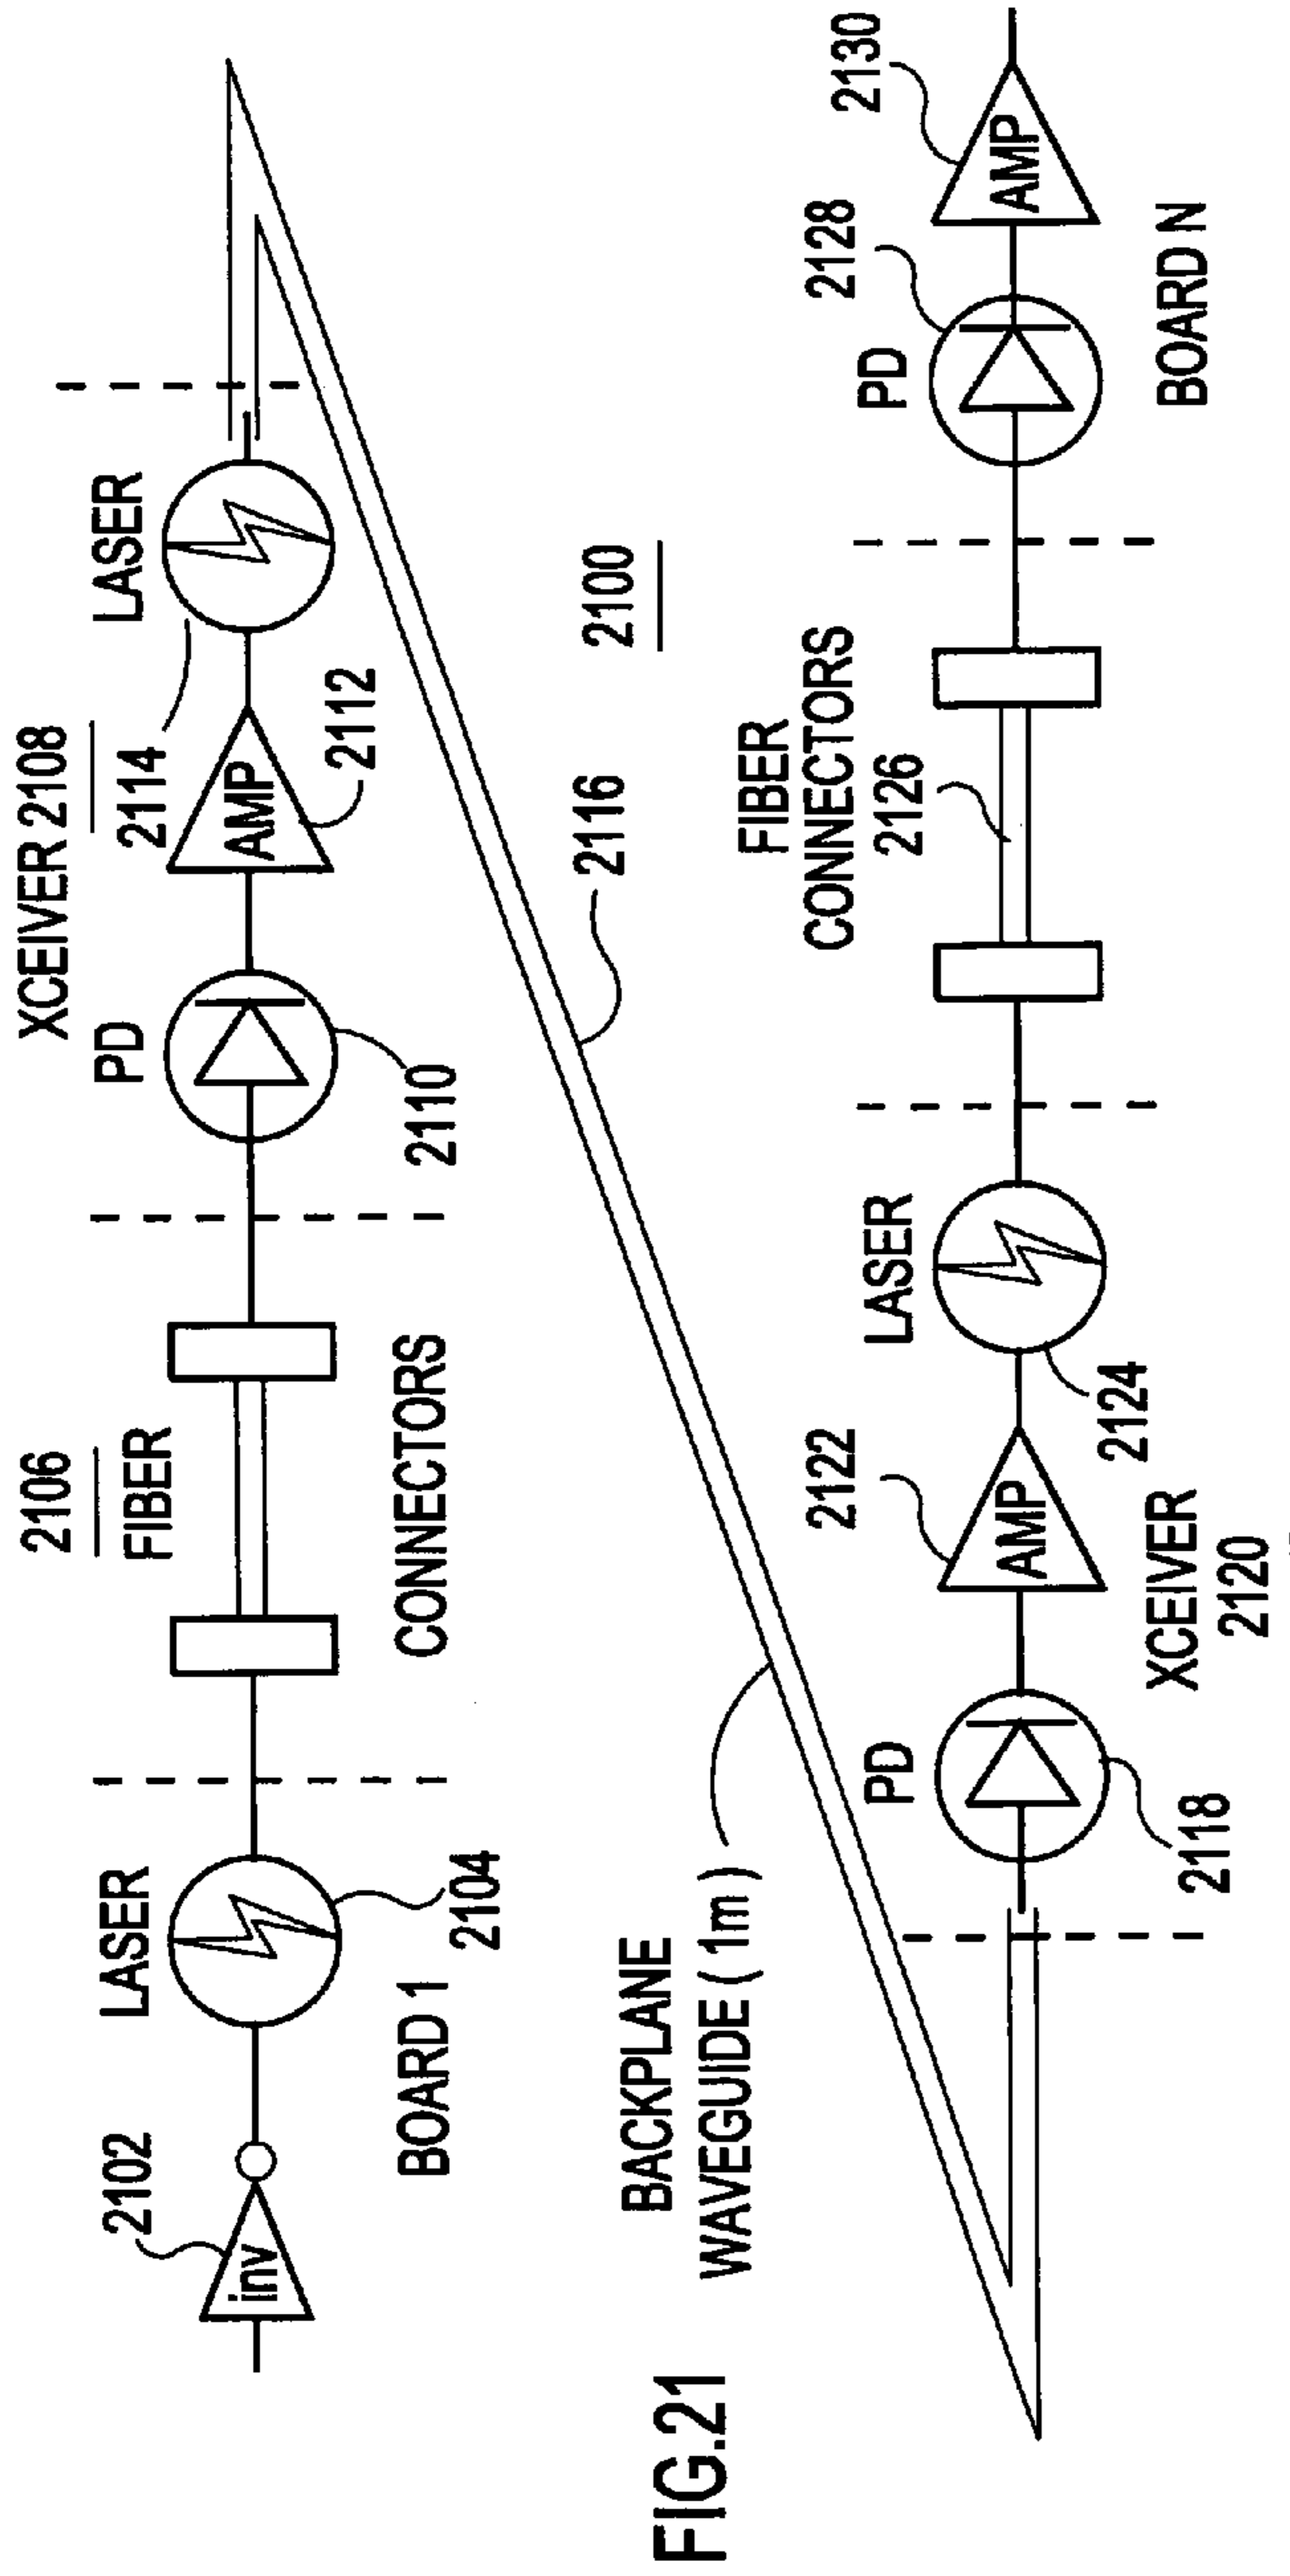 2106
FIBER
XCEIVER 2108
2102
LASER
PD
2114
LASER
inv
AMP
2104
2110
2112
BOARD 1
CONNECTORS
BACKPLANE
WAVEGUIDE ( 1m )
2116
2100
FIG.21
PD
2122
LASER
FIBER
CONNECTORS
2126
PD
2128
2130
AMP
AMP
2118
2124
XCEIVER
2120
BOARD N